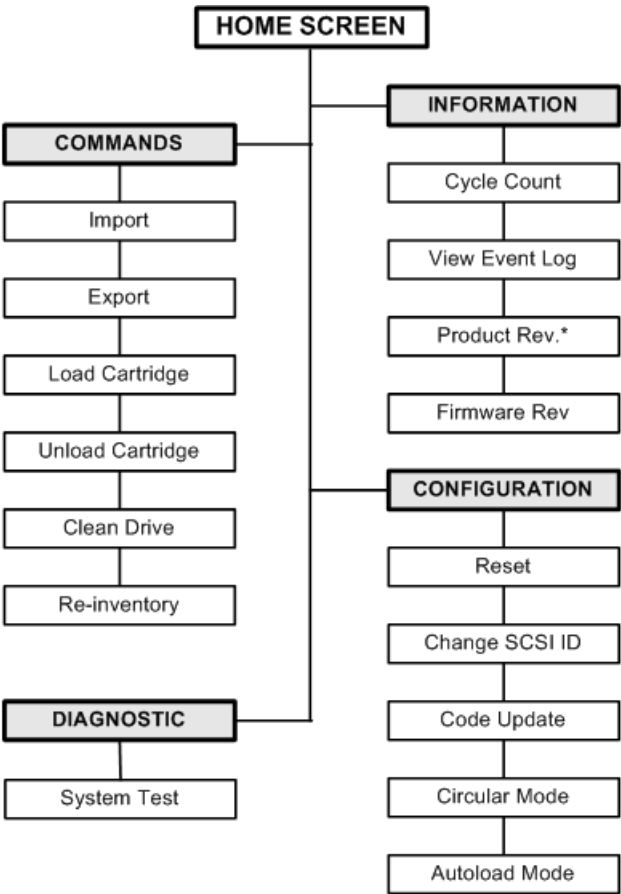 HOME SCREEN
COMMANDS
Import
Export
Load Cartridge
Unload Cartridge
Clean Drive
Re-inventory
DIAGNOSTIC
System Test
INFORMATION
Cycle Count
View Event Log
Product Rev.*
Firmware Rev
CONFIGURATION
Reset
Change SCSI ID
Code Update
Circular Mode
Autoload Mode